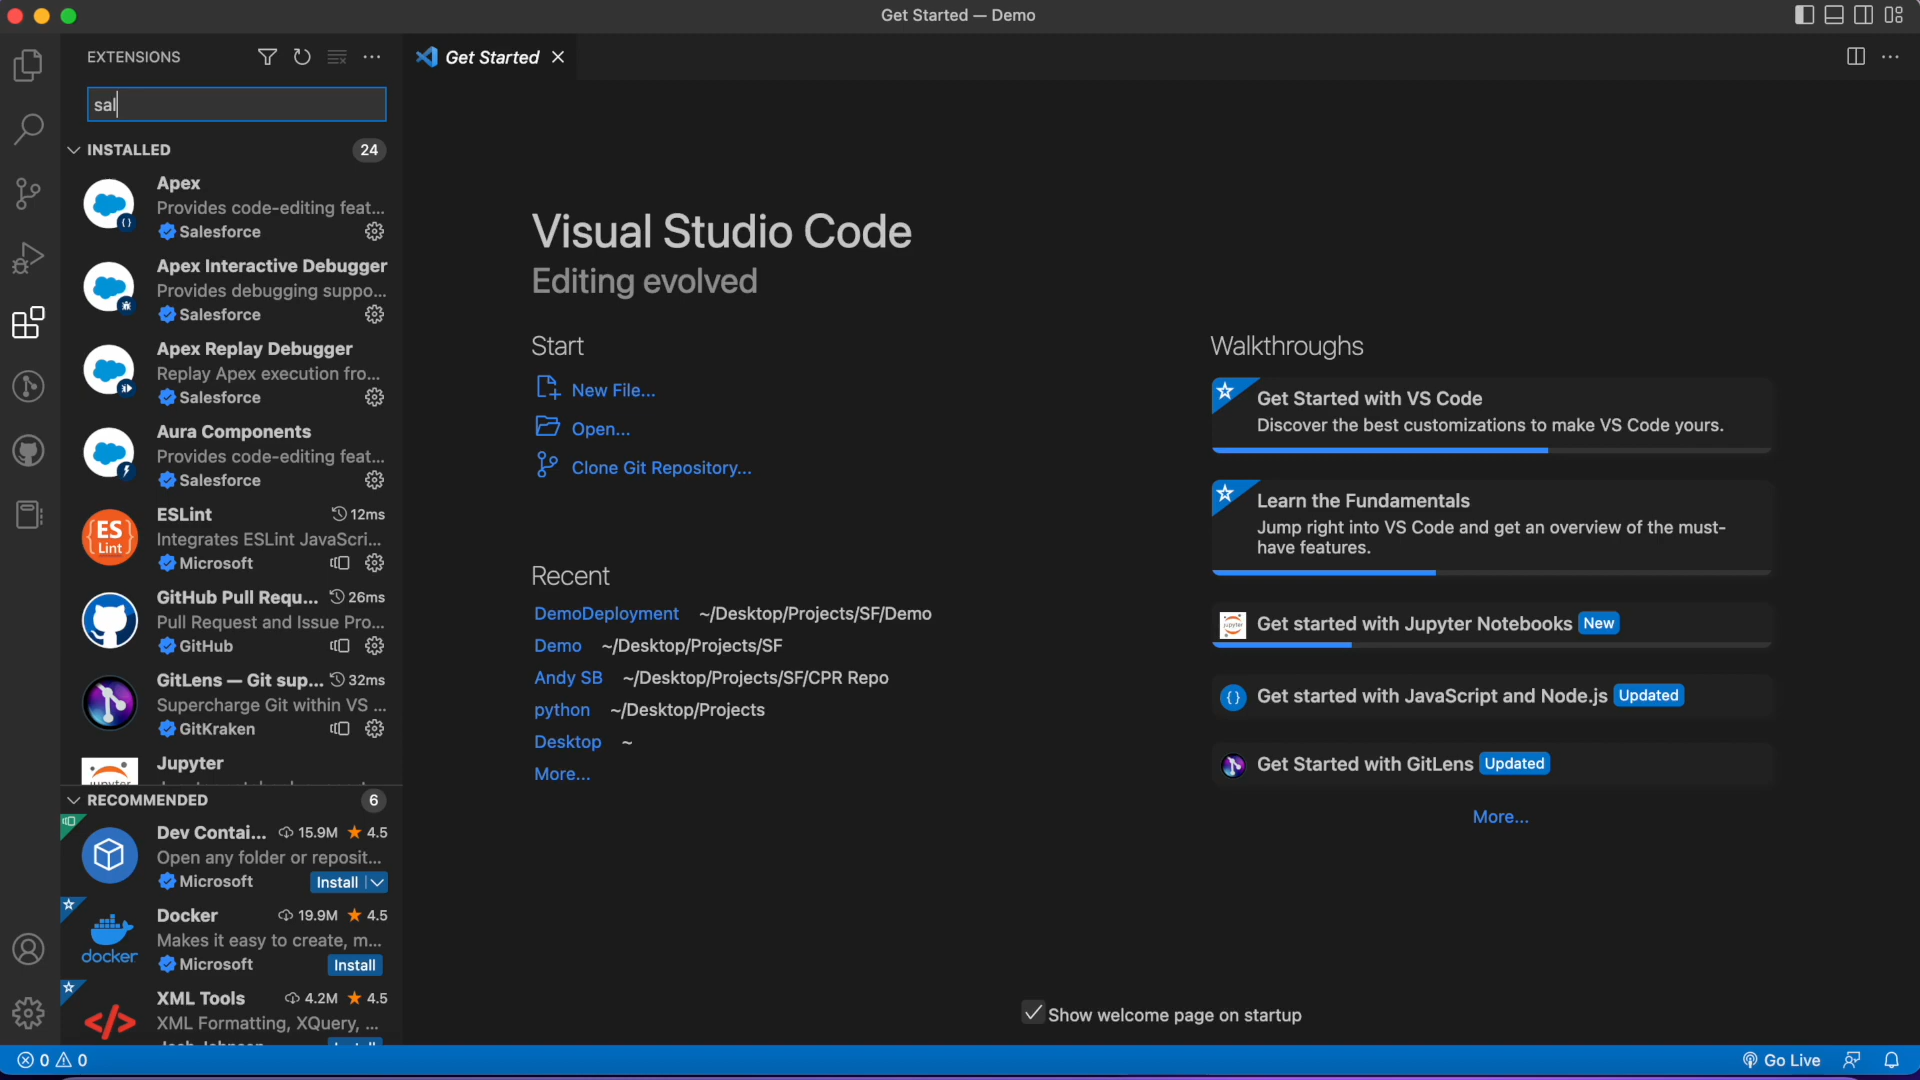 Get Started — Demo
EXTENSIONS
Get Started
sal
INSTALLED 24
Apex
Provides code-editing feat...
Salesforce
Apex Interactive Debugger
Provides debugging suppo...
Salesforce
Apex Replay Debugger
Replay Apex execution fro...
Salesforce
Aura Components
Provides code-editing feat...
Salesforce
ES
Lint
ESLint 12ms
Integrates ESLint JavaScri...
Microsoft
GitHub Pull Requ... 26ms
Pull Request and Issue Pro...
GitHub
GitLens — Git sup... 32ms
Supercharge Git within VS ...
GitKraken
Jupyter
RECOMMENDED 6
Dev Contai... 15.9M 4.5
Open any folder or reposit...
Microsoft Install
Docker 19.9M 4.5
Makes it easy to create, m...
docker
Microsoft Install
XML Tools 4.2M 4.5
XML Formatting, XQuery, ...
Visual Studio Code
Editing evolved
Start
New File...
Open...
Clone Git Repository...
Recent
DemoDeployment ~/Desktop/Projects/SF/Demo
Demo ~/Desktop/Projects/SF
Andy SB ~/Desktop/Projects/SF/CPR Repo
python ~/Desktop/Projects
Desktop ~
More...
Walkthroughs
Get Started with VS Code
Discover the best customizations to make VS Code yours.
Learn the Fundamentals
Jump right into VS Code and get an overview of the must-
have features.
Get started with Jupyter Notebooks New
Get started with JavaScript and Node.js Updated
Get Started with GitLens Updated
More...
Show welcome page on startup
0 0
Go Live